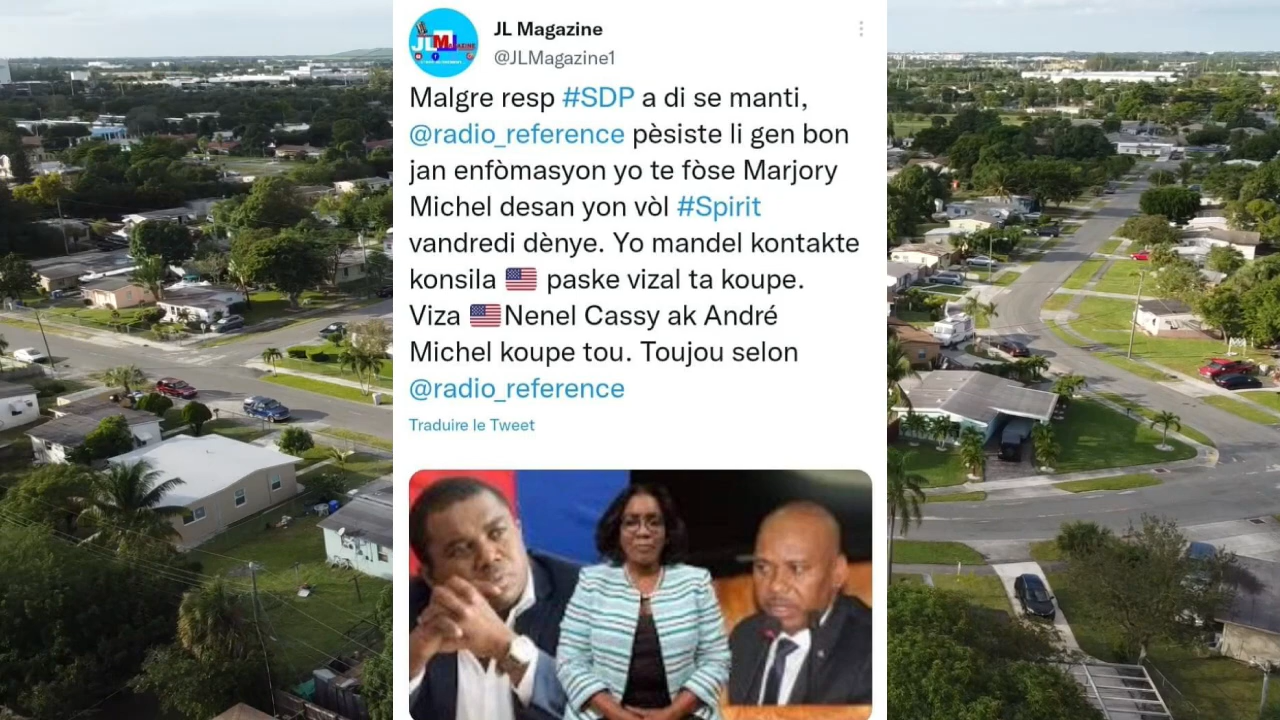 JL Magazine
@JLMagazine1
Malgre resp #SDP a di se manti,
@radio_reference pèsiste li gen bon
jan enfòmasyon yo te fòse Marjory
Michel desan yon vòl #Spirit
vandredi dènye. Yo mandel kontakte
konsila 🇺🇸 paske vizal ta koupe.
Viza 🇺🇸Nenel Cassy ak André
Michel koupe tou. Toujou selon
@radio_reference
Traduire le Tweet